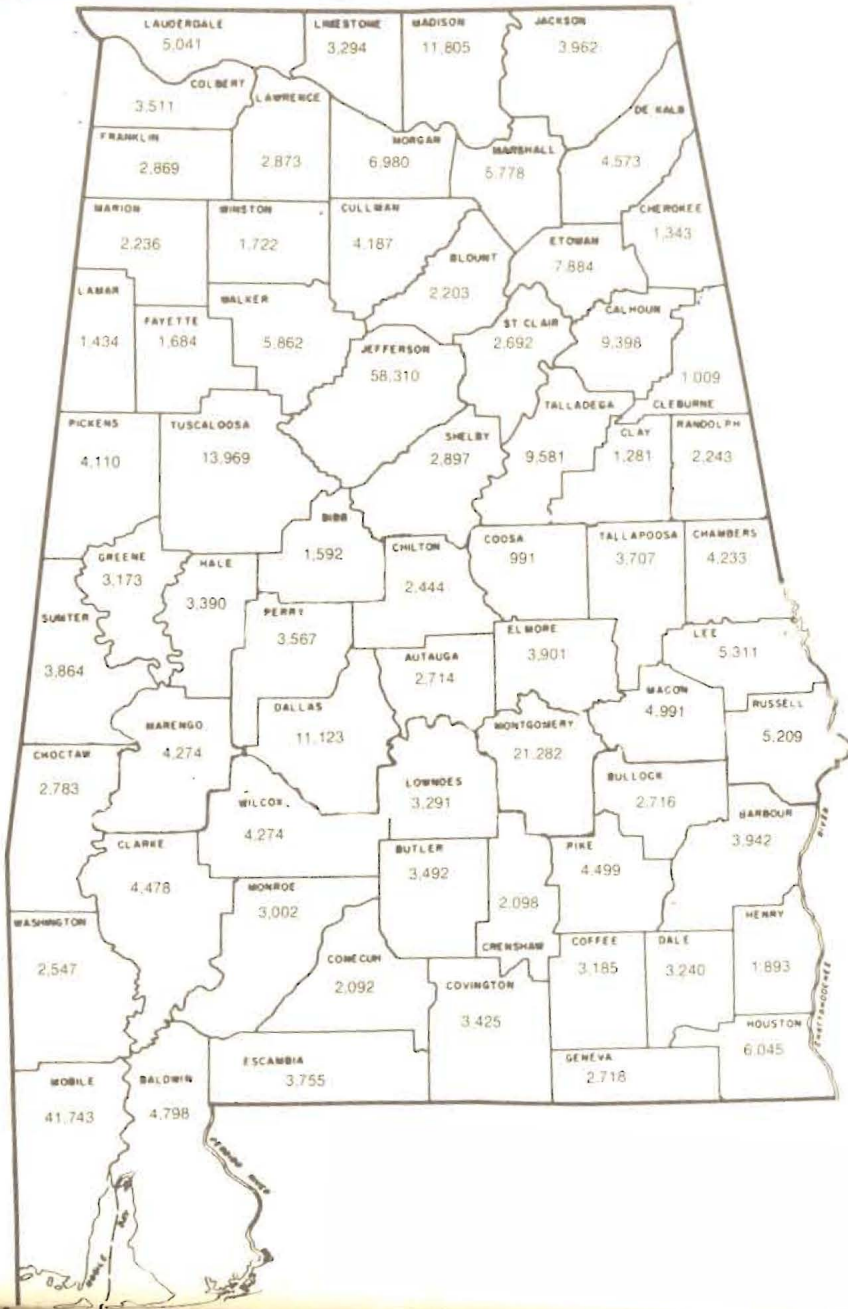 LAUDERDALE
5,041
LIMESTONE
3,294
MADISON
11,805
JACKSON
3,962
COLBERT
3,511
LAWRENCE
2,873
FRANKLIN
2,869
MORGAN
6,980
MARSHALL
5,778
DE KALB
4,573
MARION
2,236
WINSTON
1,722
CULLMAN
4,187
BLOUNT
2,203
ETOWAH
7,884
CHEROKEE
1,343
LAMAR
1,434
FAYETTE
1,684
WALKER
5,862
JEFFERSON
58,310
ST CLAIR
2,692
CALHOUN
9,398
1,009
CLEBURNE
PICKENS
4,110
TUSCALOOSA
13,969
SHELBY
2,897
TALLADEGA
9,581
CLAY
1,281
RANDOLPH
2,243
GREENE
3,173
HALE
3,390
BIBB
1,592
CHILTON
2,444
COOSA
991
TALLAPOOSA
3,707
CHAMBERS
4,233
SUMTER
3,864
PERRY
3,567
AUTAUGA
2,714
ELMORE
3,901
LEE
5,311
MARENGO
4,274
DALLAS
11,123
MONTGOMERY
21,282
MACON
4,991
RUSSELL
5,209
CHOCTAW
2,783
WILCOX
4,274
LOWNDES
3,291
BULLOCK
2,716
BARBOUR
3,942
CLARKE
4,478
MONROE
3,002
BUTLER
3,492
2,098
CRENSHAW
PIKE
4,499
HENRY
1,893
WASHINGTON
2,547
CONECUH
2,092
COVINGTON
3,425
COFFEE
3,185
DALE
3,240
CHATTAHOOCHEE
RIVER
HOUSTON
6,045
MOBILE
41,743
BALDWIN
4,798
ESCAMBIA
3,755
GENEVA
2,718
PERDIDO RIVER
MOBILE BAY